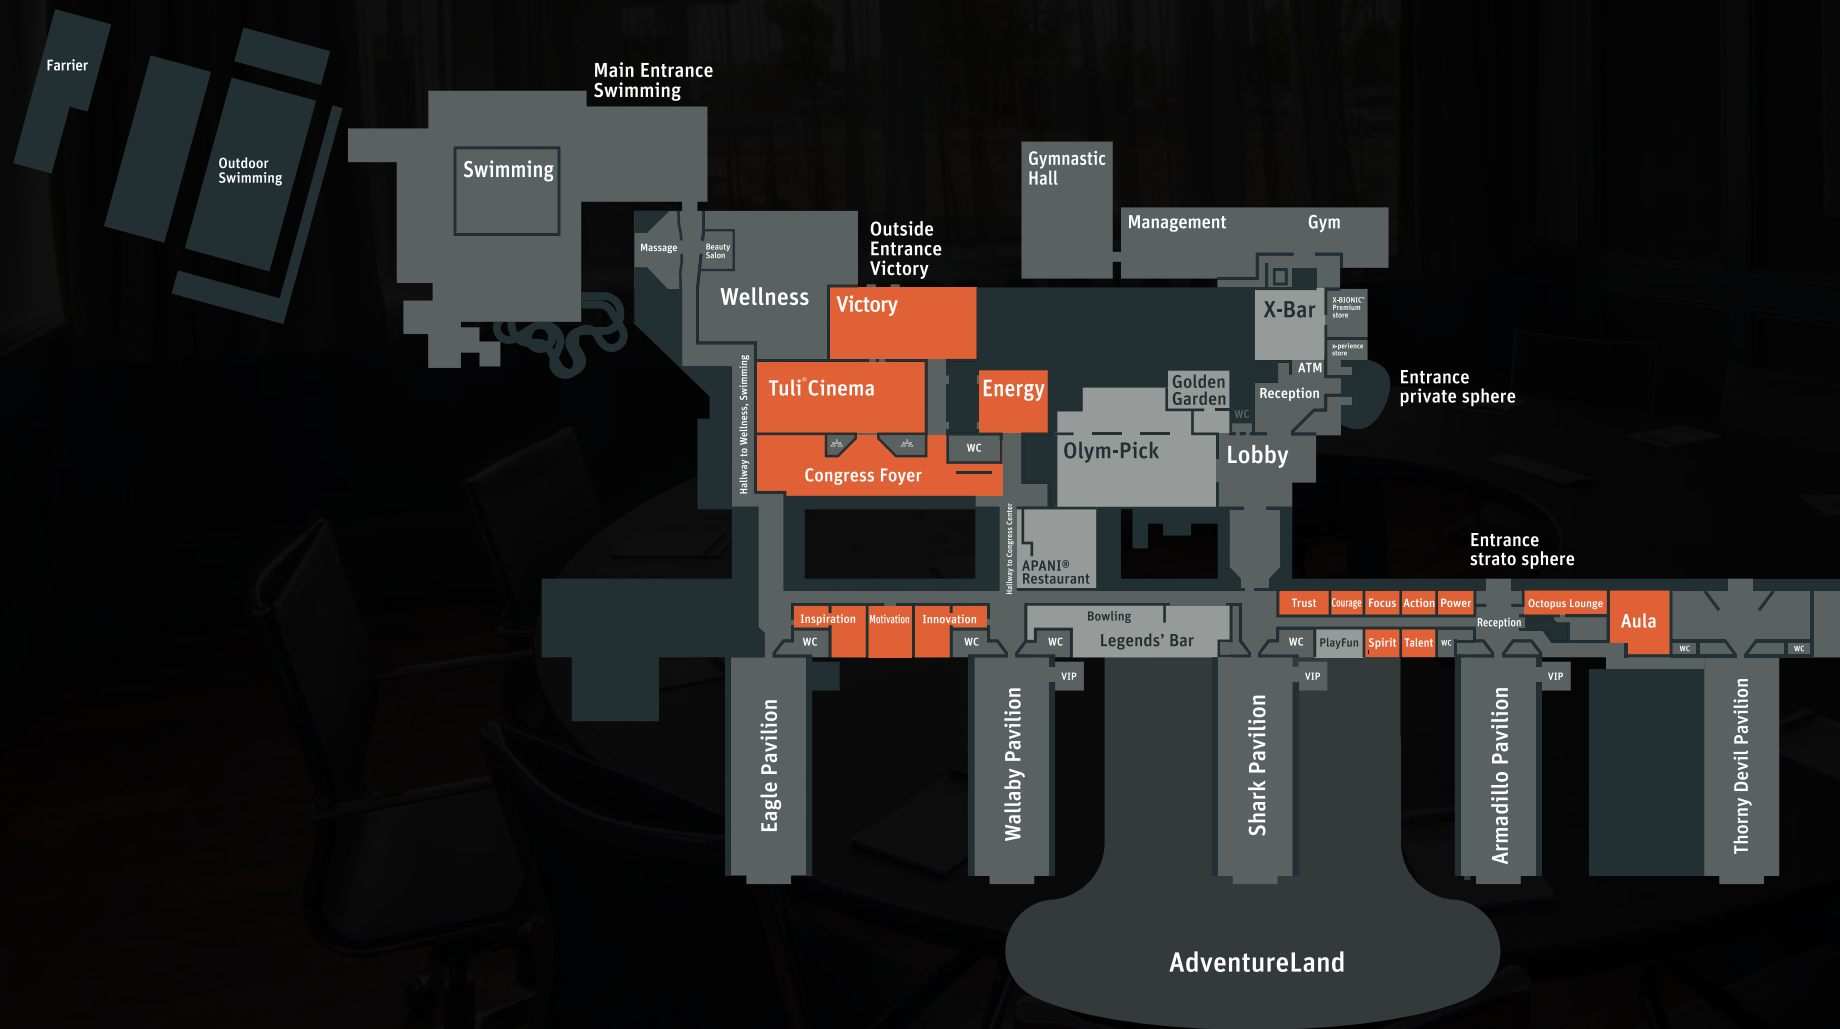 Farrier
Outdoor
Swimming
Swimming
Main Entrance
Swimming
Massage
Beauty
Salon
Wellness
Outside
Entrance
Victory
Victory
Gymnastic
Hall
Management
Gym
X-Bar
X-BIONIC®
Premium
store
x-perience
store
ATM
Reception
Entrance
private sphere
Tuli® Cinema
Energy
Golden
Garden
WC
Hallway to Wellness, Swimming
Congress Foyer
WC
Olym-Pick
Lobby
Hallway to Congress Center
APANI®
Restaurant
Entrance
strato sphere
Inspiration
Motivation
Innovation
WC
WC
Bowling
Legends' Bar
WC
Trust
Courage
Focus
Action
Power
Reception
Octopus Lounge
Aula
WC
PlayFun
Spirit
Talent
WC
WC
WC
VIP
VIP
VIP
Eagle Pavilion
Wallaby Pavilion
Shark Pavilion
Armadillo Pavilion
Thorny Devil Pavilion
AdventureLand